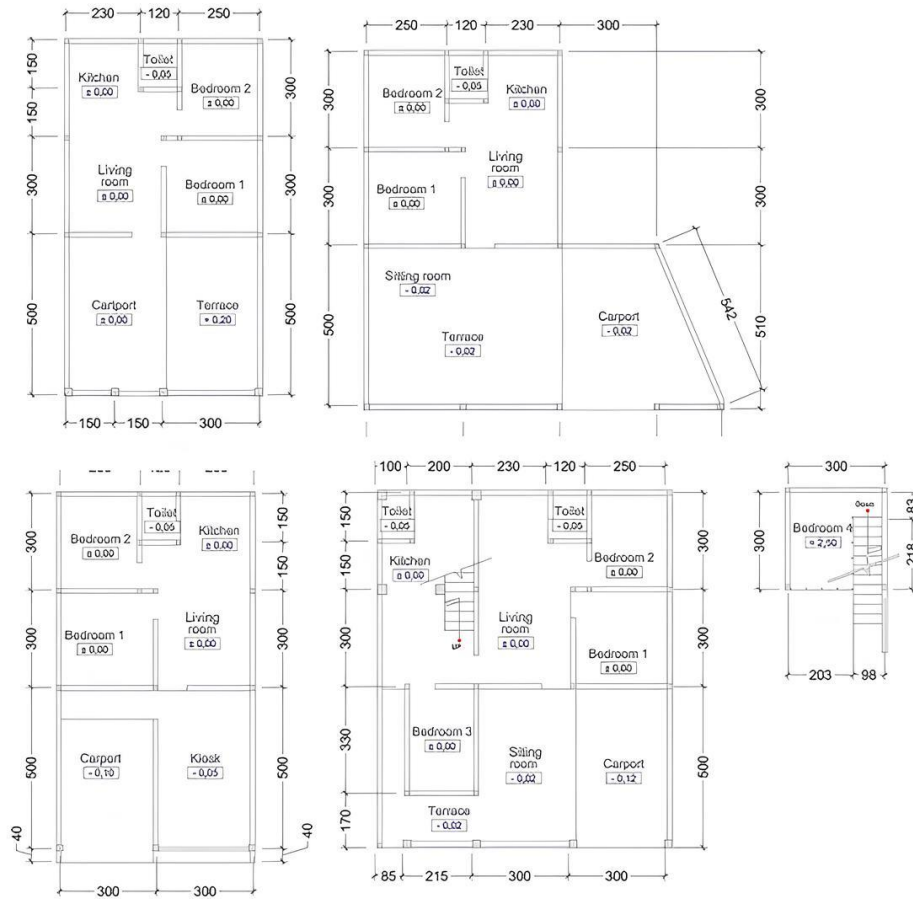 230 120 250
150
150
300
500
300
300
500
Toilet
- 0,05
Kitchen
± 0,00
Bedroom 2
± 0,00
Living
room
± 0,00
Bedroom 1
± 0,00
Cartport
± 0,00
Terrace
+ 0,20
150 150 300
250 120 230 300
300
300
500
300
300
510
542
Toilet
- 0,05
Bedroom 2
± 0,00
Kitchen
± 0,00
Living
room
± 0,00
Bedroom 1
± 0,00
Sitting room
- 0,02
Terrace
- 0,02
Carport
- 0,02
300
300
500
40
150
150
300
500
40
Toilet
- 0,05
Kitchen
± 0,00
Bedroom 2
± 0,00
Living
room
± 0,00
Bedroom 1
± 0,00
Carport
- 0,10
Kiosk
- 0,05
300 300
100 200 230 120 250
150
150
300
330
170
300
300
500
Toilet
- 0,05
Toilet
- 0,05
Kitchen
± 0,00
Bedroom 2
± 0,00
Living
room
± 0,00
UP
Bedroom 1
± 0,00
Bedroom 3
± 0,00
Sitting
room
- 0,02
Carport
- 0,12
Terrace
- 0,02
85 215 300 300
300
300
83
218
Bedroom 4
203 98